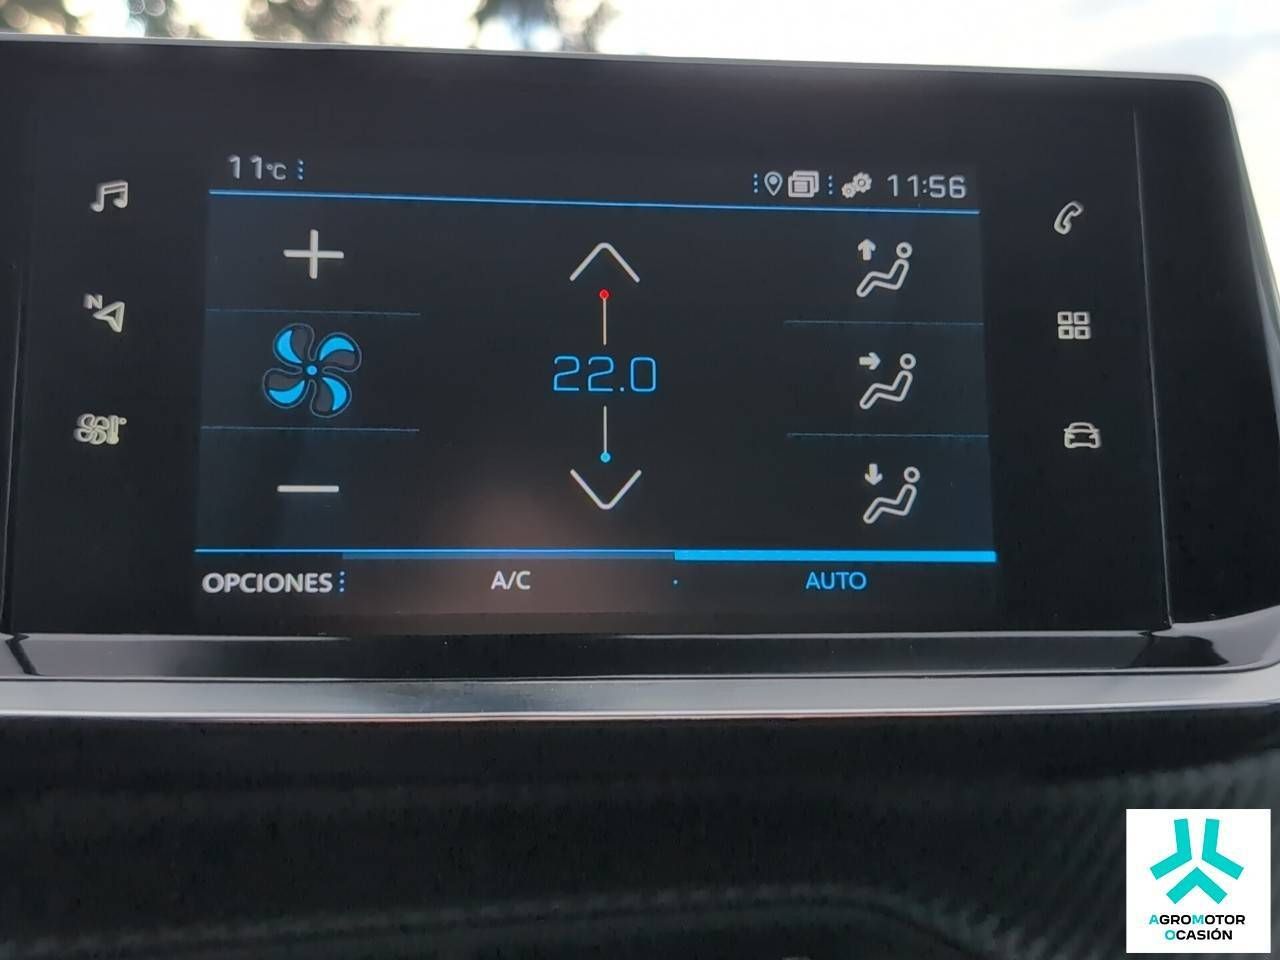 11°C
11:56
N
22.0
OPCIONES
A/C
AUTO
AGROMOTOR
OCASIÓN